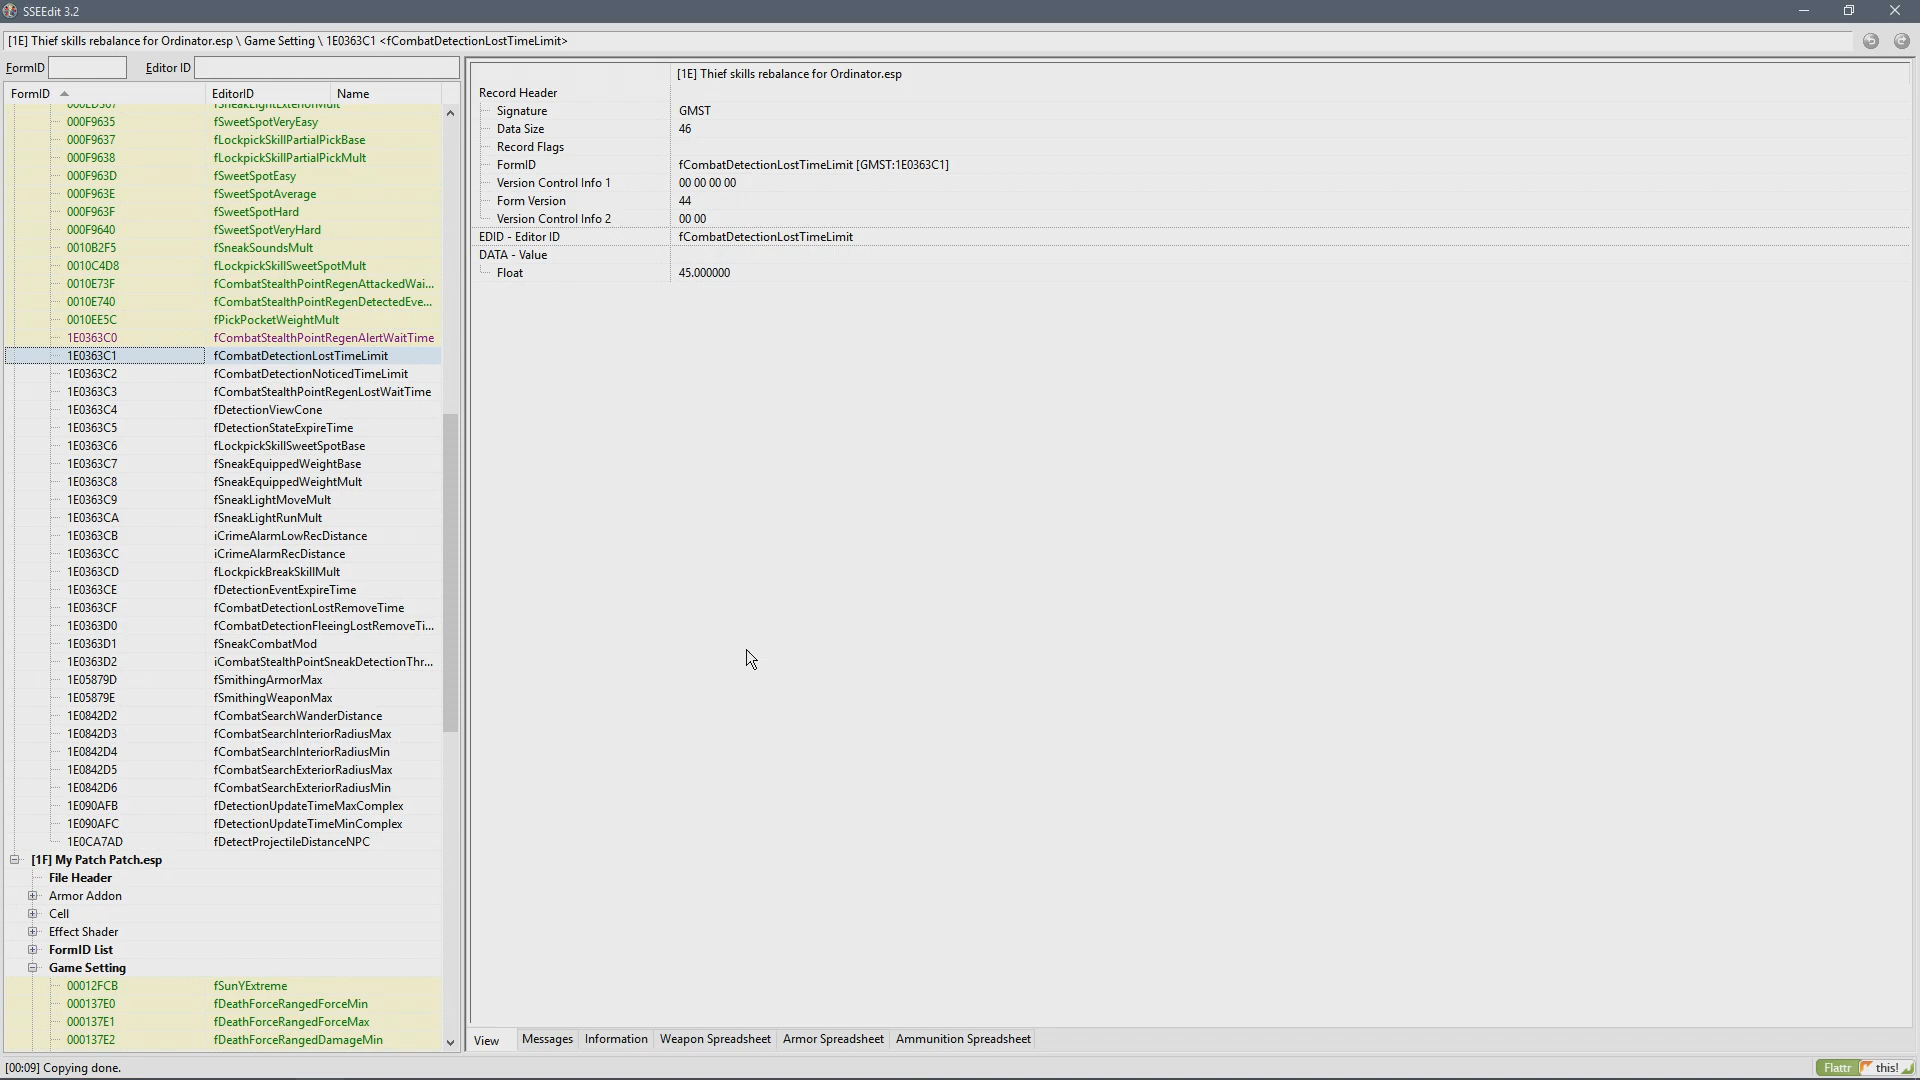 SSEEdit 3.2
[1E] Thief skills rebalance for Ordinator.esp \ Game Setting \ 1E0363C1 <fCombatDetectionLostTimeLimit>
FormID
Editor ID
FormID EditorID Name
000ED367 fSneakLightExteriorMult
000F9635 fSweetSpotVeryEasy
000F9637 fLockpickSkillPartialPickBase
000F9638 fLockpickSkillPartialPickMult
000F963D fSweetSpotEasy
000F963E fSweetSpotAverage
000F963F fSweetSpotHard
000F9640 fSweetSpotVeryHard
0010B2F5 fSneakSoundsMult
0010C4D8 fLockpickSkillSweetSpotMult
0010E73F fCombatStealthPointRegenAttackedWai...
0010E740 fCombatStealthPointRegenDetectedEve...
0010EE5C fPickPocketWeightMult
1E0363C0 fCombatStealthPointRegenAlertWaitTime
1E0363C1 fCombatDetectionLostTimeLimit
1E0363C2 fCombatDetectionNoticedTimeLimit
1E0363C3 fCombatStealthPointRegenLostWaitTime
1E0363C4 fDetectionViewCone
1E0363C5 fDetectionStateExpireTime
1E0363C6 fLockpickSkillSweetSpotBase
1E0363C7 fSneakEquippedWeightBase
1E0363C8 fSneakEquippedWeightMult
1E0363C9 fSneakLightMoveMult
1E0363CA fSneakLightRunMult
1E0363CB iCrimeAlarmLowRecDistance
1E0363CC iCrimeAlarmRecDistance
1E0363CD fLockpickBreakSkillMult
1E0363CE fDetectionEventExpireTime
1E0363CF fCombatDetectionLostRemoveTime
1E0363D0 fCombatDetectionFleeingLostRemoveTi...
1E0363D1 fSneakCombatMod
1E0363D2 iCombatStealthPointSneakDetectionThr...
1E05879D fSmithingArmorMax
1E05879E fSmithingWeaponMax
1E0842D2 fCombatSearchWanderDistance
1E0842D3 fCombatSearchInteriorRadiusMax
1E0842D4 fCombatSearchInteriorRadiusMin
1E0842D5 fCombatSearchExteriorRadiusMax
1E0842D6 fCombatSearchExteriorRadiusMin
1E090AFB fDetectionUpdateTimeMaxComplex
1E090AFC fDetectionUpdateTimeMinComplex
1E0CA7AD fDetectProjectileDistanceNPC
[1F] My Patch Patch.esp
File Header
Armor Addon
Cell
Effect Shader
FormID List
Game Setting
00012FCB fSunYExtreme
000137E0 fDeathForceRangedForceMin
000137E1 fDeathForceRangedForceMax
000137E2 fDeathForceRangedDamageMin
[1E] Thief skills rebalance for Ordinator.esp
Record Header
Signature GMST
Data Size 46
Record Flags
FormID fCombatDetectionLostTimeLimit [GMST:1E0363C1]
Version Control Info 1 00 00 00 00
Form Version 44
Version Control Info 2 00 00
EDID - Editor ID fCombatDetectionLostTimeLimit
DATA - Value
Float 45.000000
View Messages Information Weapon Spreadsheet Armor Spreadsheet Ammunition Spreadsheet
[00:09] Copying done.
Flattr this!